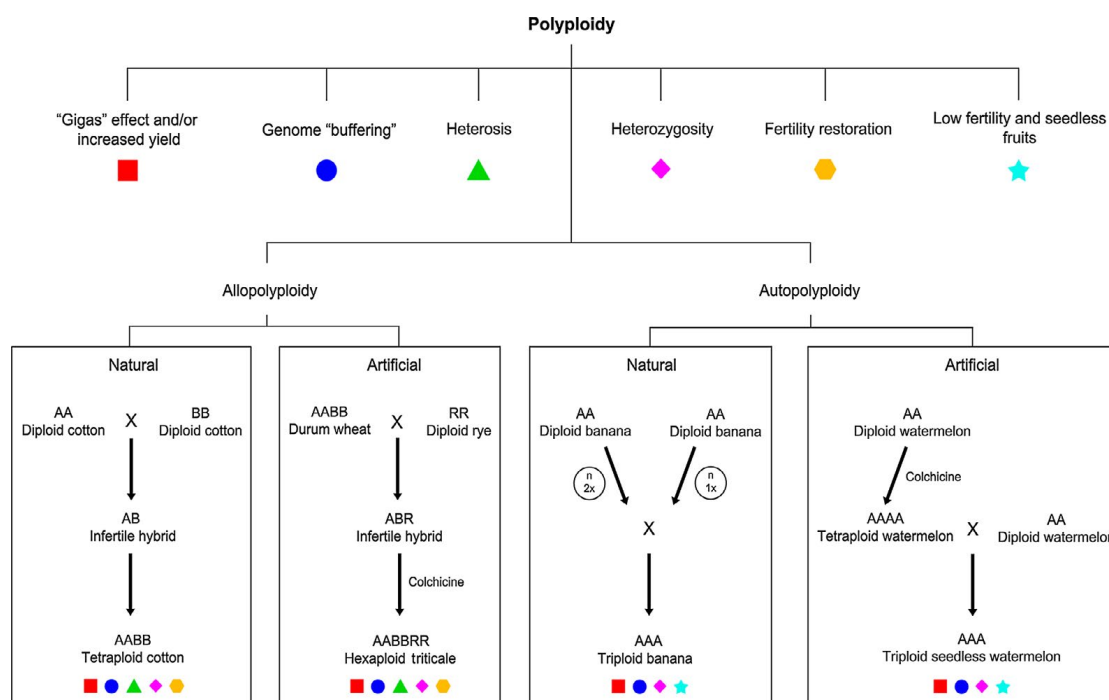 Polyploidy
“Gigas” effect and/or
increased yield
Genome “buffering”
Heterosis
Heterozygosity
Fertility restoration
Low fertility and seedless
fruits
Allopolyploidy
Autopolyploidy
Natural
AA
Diploid cotton
X
BB
Diploid cotton
AB
Infertile hybrid
AABB
Tetraploid cotton
Artificial
AABB
Durum wheat
X
RR
Diploid rye
ABR
Infertile hybrid
Colchicine
AABBRR
Hexaploid triticale
Natural
AA
Diploid banana
AA
Diploid banana
n
2x
n
1x
X
AAA
Triploid banana
Artificial
AA
Diploid watermelon
Colchicine
AAAA
Tetraploid watermelon
X
AA
Diploid watermelon
AAA
Triploid seedless watermelon